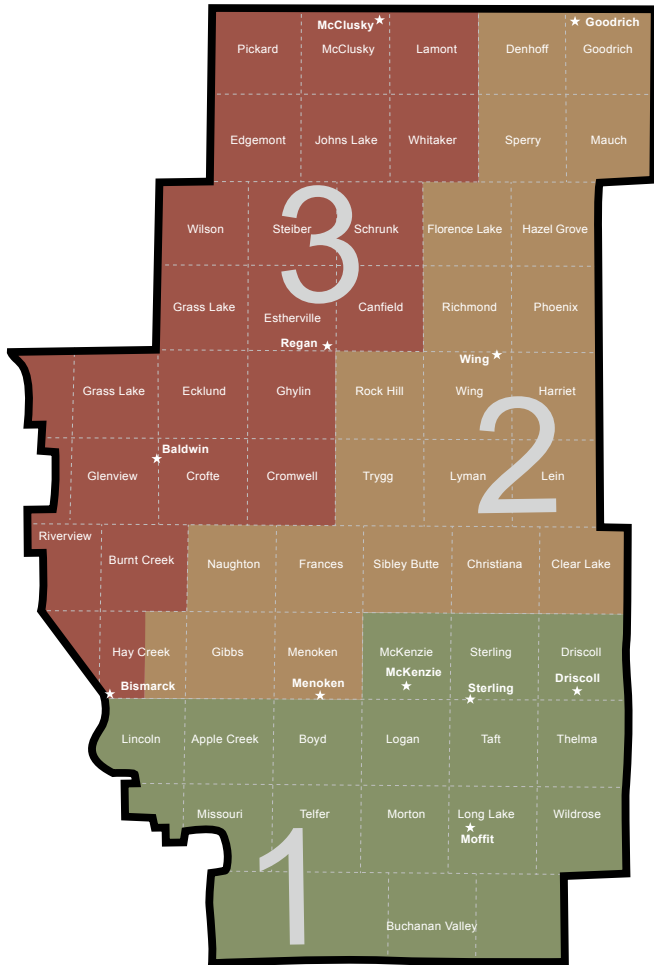 McClusky
Goodrich
Pickard
McClusky
Lamont
Denhoff
Goodrich
Edgemont
Johns Lake
Whitaker
Sperry
Mauch
3
Wilson
Steiber
Schrunk
Florence Lake
Hazel Grove
Grass Lake
Estherville
Canfield
Richmond
Phoenix
Regan
Wing
Grass Lake
Ecklund
Ghylin
Rock Hill
Wing
Harriet
2
Baldwin
Glenview
Crofte
Cromwell
Trygg
Lyman
Lein
Riverview
Burnt Creek
Naughton
Frances
Sibley Butte
Christiana
Clear Lake
Hay Creek
Gibbs
Menoken
McKenzie
Sterling
Driscoll
Bismarck
Menoken
McKenzie
Sterling
Driscoll
Lincoln
Apple Creek
Boyd
Logan
Taft
Thelma
Missouri
Telfer
Morton
Long Lake
Wildrose
Moffit
1
Buchanan Valley